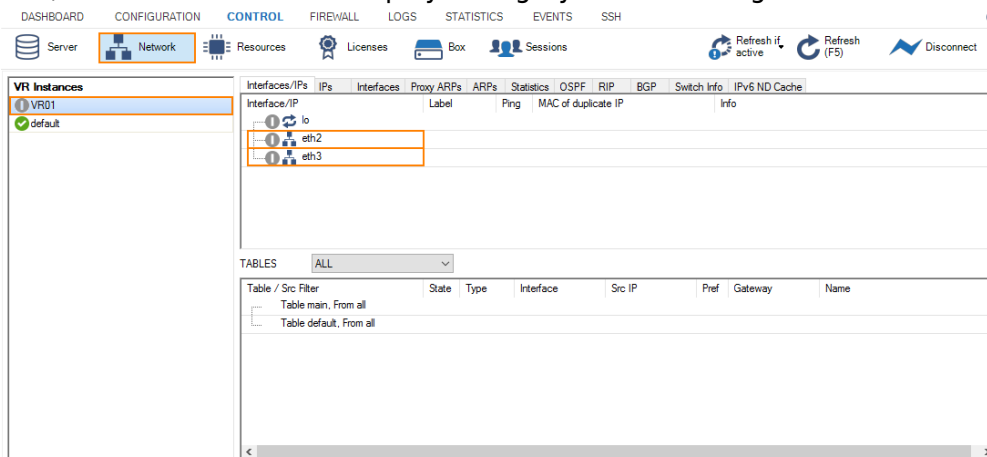 DASHBOARD CONFIGURATION CONTROL FIREWALL LOGS STATISTICS EVENTS SSH
Server Network Resources Licenses Box Sessions Refresh if active Refresh (F5) Disconnect
VR Instances
VR01
default
Interfaces/IPs IPs Interfaces Proxy ARPs ARPs Statistics OSPF RIP BGP Switch Info IPv6 ND Cache
Interface/IP Label Ping MAC of duplicate IP Info
lo
eth2
eth3
TABLES ALL
Table / Src Filter State Type Interface Src IP Pref Gateway Name
Table main, From all
Table default, From all